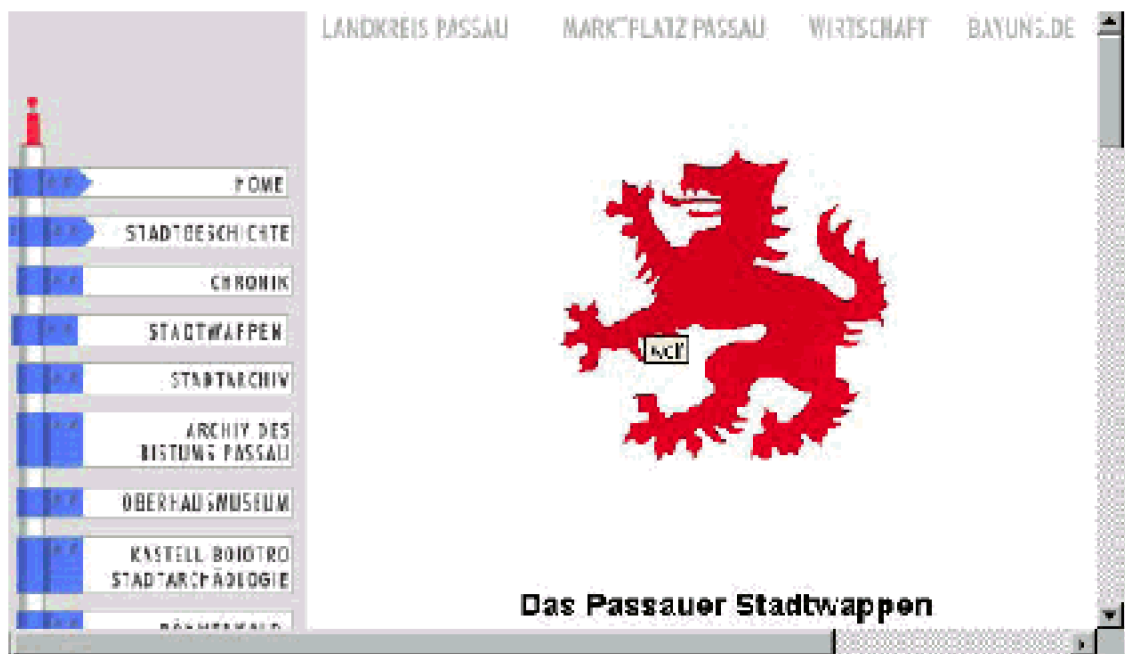 LANDKREIS PASSAU
MARKTPLATZ PASSAU
WIRTSCHAFT
BAYUNS.DE
HOME
STADTGESCHICHTE
CHRONIK
STADTWAPPEN
STADTARCHIV
ARCHIV DES
BISTUMS PASSAU
OBERHAUSMUSEUM
KASTELL BOIOTRO
STADTARCHÄOLOGIE
wolf
Das Passauer Stadtwappen